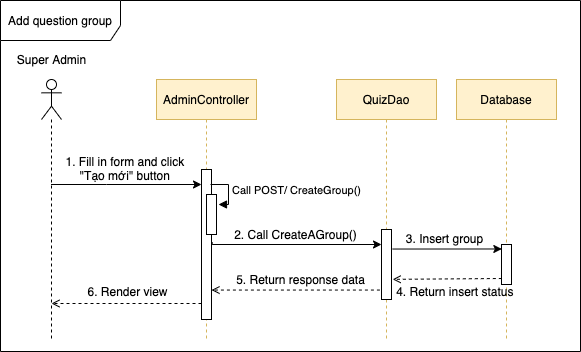 Add question group
Super Admin
AdminController
QuizDao
Database
1. Fill in form and click
"Tạo mới" button
Call POST/ CreateGroup()
2. Call CreateAGroup()
3. Insert group
4. Return insert status
5. Return response data
6. Render view